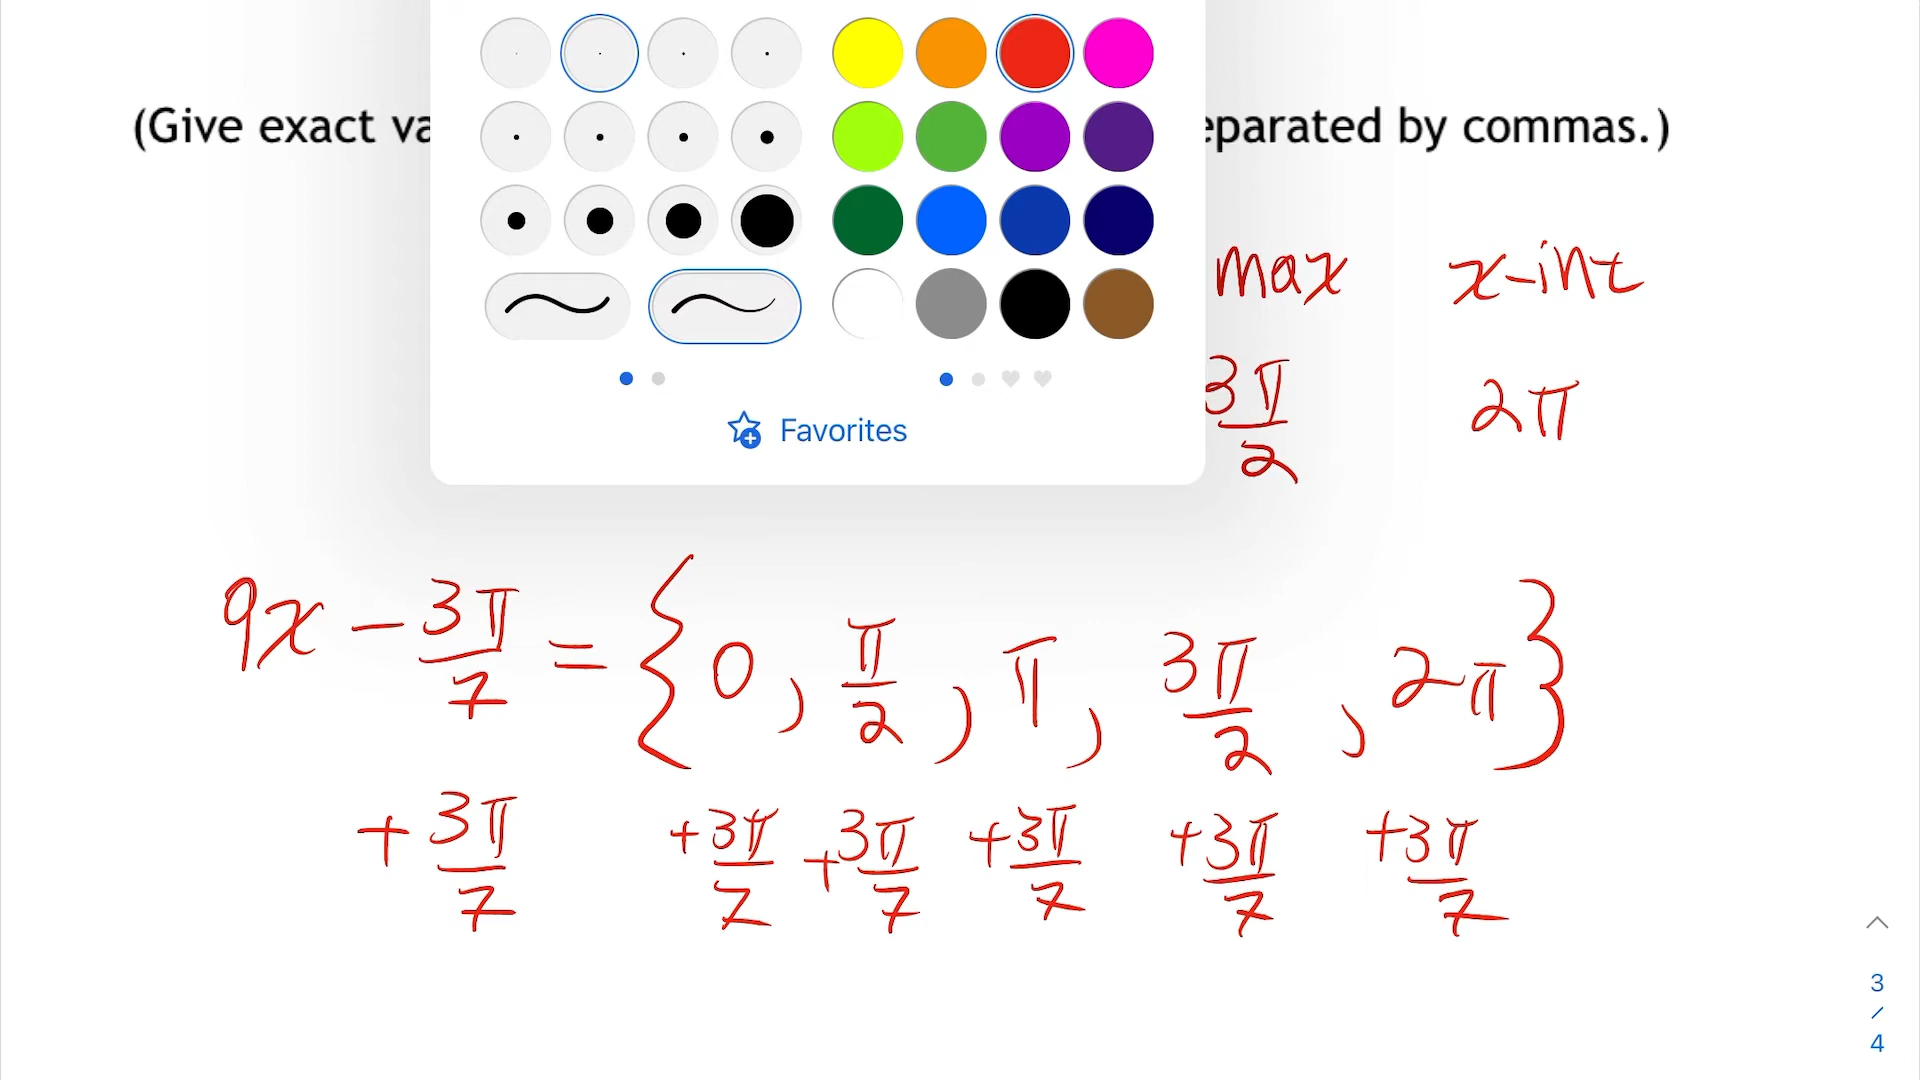 (Give exact va eparated by commas.)
max x-int
3π/2 2π
Favorites
9x - 3π/7 = {0, π/2, π, 3π/2, 2π}
+ 3π/7 + 3π/7 + 3π/7 + 3π/7 + 3π/7 + 3π/7
3
/
4